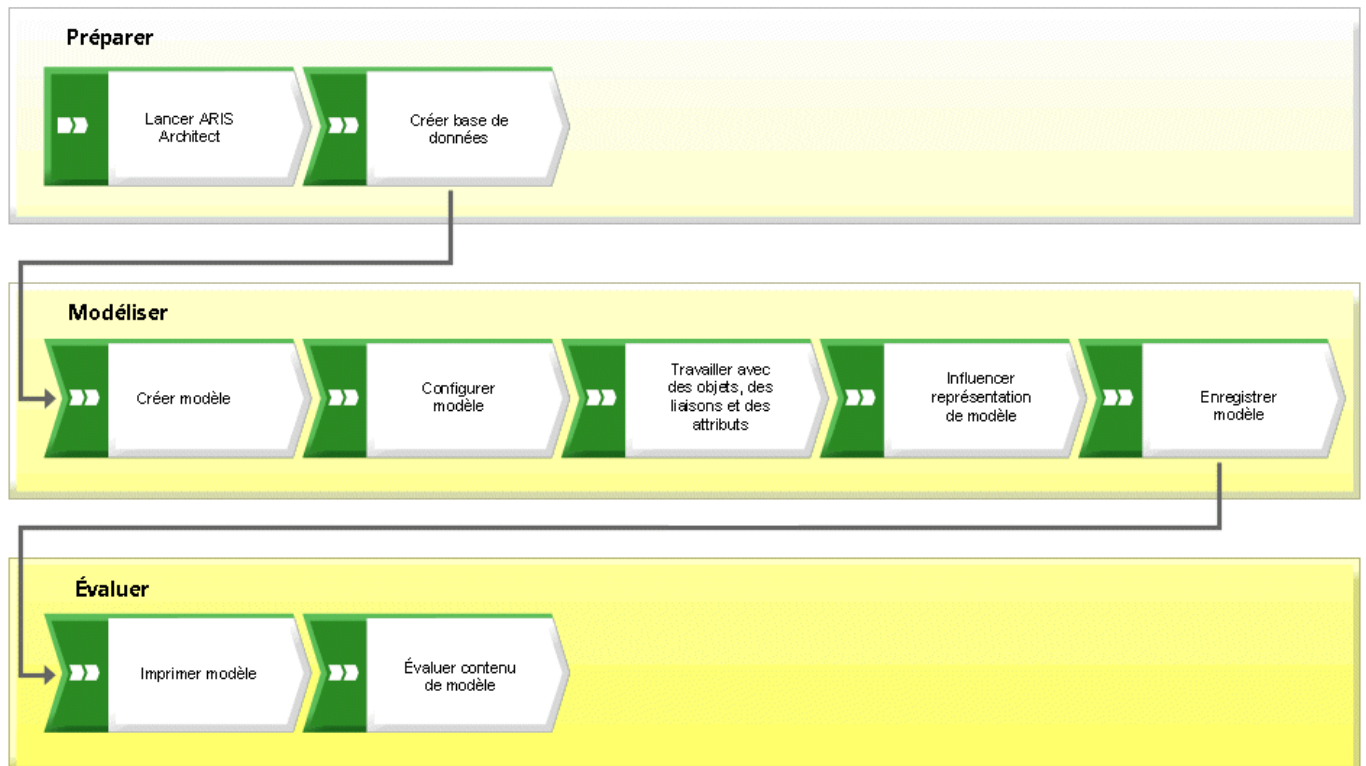 Préparer
Lancer ARIS
Architect
Créer base de
données
Modéliser
Créer modèle
Configurer
modèle
Travailler avec
des objets, des
liaisons et des
attributs
Influencer
représentation
de modèle
Enregistrer
modèle
Évaluer
Imprimer modèle
Évaluer contenu
de modèle